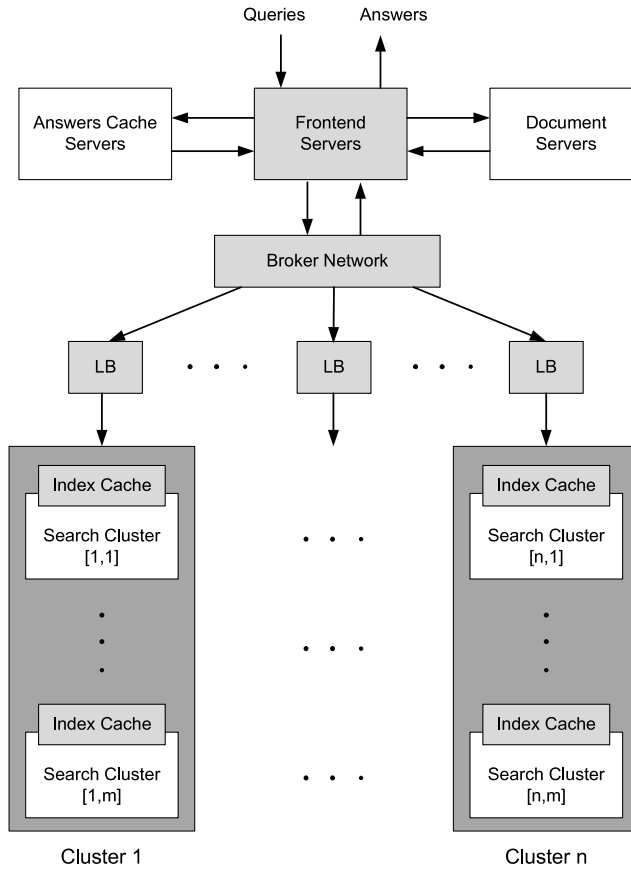 Queries Answers
Answers Cache
Servers
Frontend
Servers
Document
Servers
Broker Network
LB LB LB
Index Cache
Search Cluster
[1,1]
Index Cache
Search Cluster
[n,1]
Index Cache
Search Cluster
[1,m]
Index Cache
Search Cluster
[n,m]
Cluster 1 Cluster n